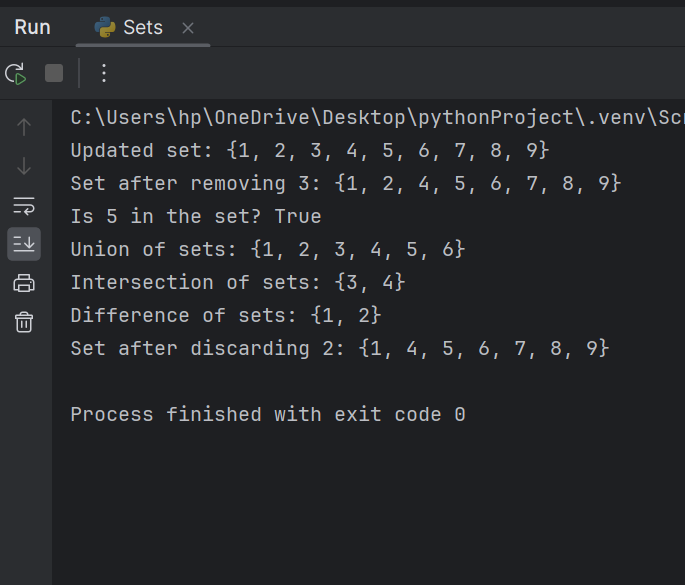 Run Sets
C:\Users\hp\OneDrive\Desktop\pythonProject\.venv\Scr
Updated set: {1, 2, 3, 4, 5, 6, 7, 8, 9}
Set after removing 3: {1, 2, 4, 5, 6, 7, 8, 9}
Is 5 in the set? True
Union of sets: {1, 2, 3, 4, 5, 6}
Intersection of sets: {3, 4}
Difference of sets: {1, 2}
Set after discarding 2: {1, 4, 5, 6, 7, 8, 9}
Process finished with exit code 0